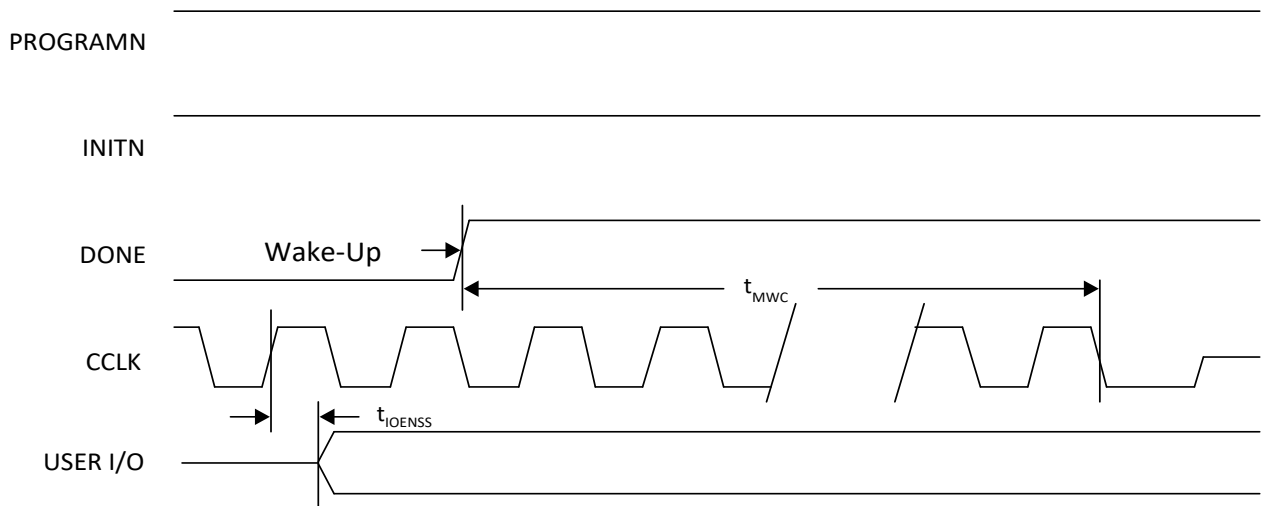 PROGRAMN
INITN
DONE
Wake-Up
tMWC
CCLK
tIOENSS
USER I/O